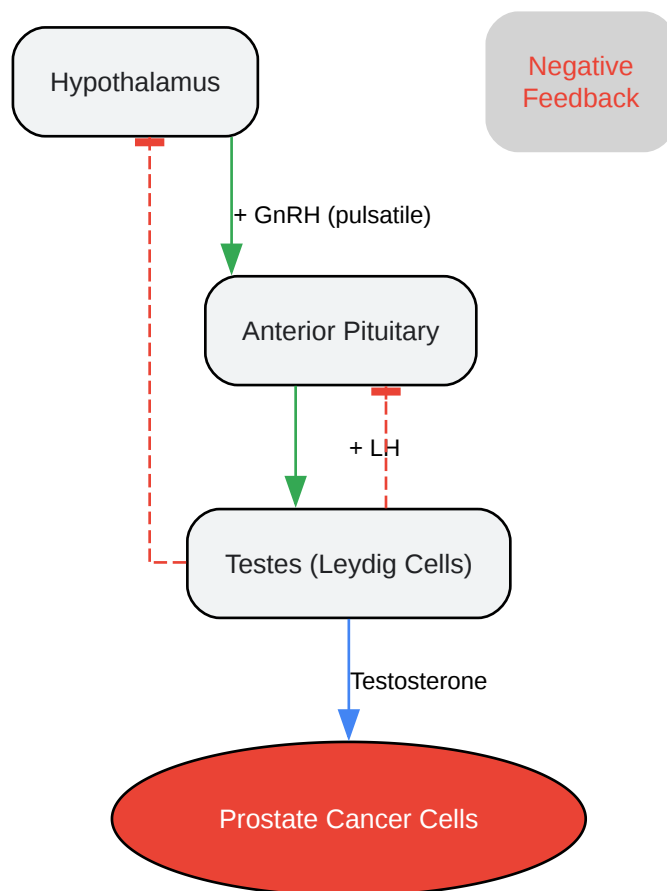 Hypothalamus
Negative
Feedback
+ GnRH (pulsatile)
Anterior Pituitary
+ LH
Testes (Leydig Cells)
Testosterone
Prostate Cancer Cells